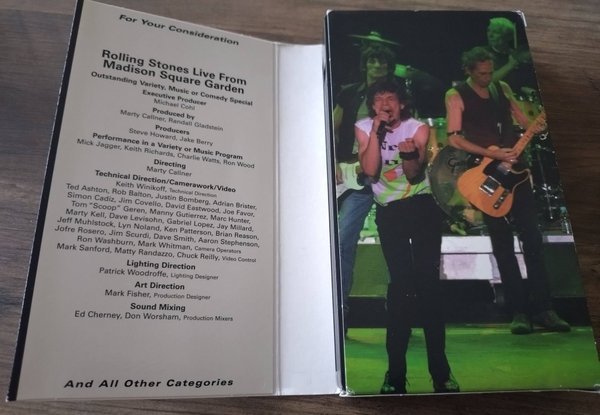 For Your Consideration
Rolling Stones Live From
Madison Square Garden
Outstanding Variety, Music or Comedy Special
Executive Producer
Michael Cohl
Produced by
Marty Callner, Randall Gladstein
Producers
Steve Howard, Jake Berry
Performance in a Variety or Music Program
Mick Jagger, Keith Richards, Charlie Watts, Ron Wood
Directing
Marty Callner
Technical Direction/Camerawork/Video
Keith Winikoff, Technical Direction
Ted Ashton, Rob Balton, Justin Bomberg, Adrian Brister,
Simon Cadiz, Jim Covello, David Eastwood, Joe Favor,
Tom "Scoop" Geren, Manny Gutierrez, Marc Hunter,
Marty Kell, Dave Levisohn, Gabriel Lopez, Jay Millard,
Jeff Muhlstock, Lyn Noland, Ken Patterson, Brian Reason,
Jofre Rosero, Jim Scurdi, Dave Smith, Aaron Stephenson,
Ron Washburn, Mark Whitman, Camera Operators
Mark Sanford, Matty Randazzo, Chuck Reilly, Video Control
Lighting Direction
Patrick Woodroffe, Lighting Designer
Art Direction
Mark Fisher, Production Designer
Sound Mixing
Ed Cherney, Don Worsham, Production Mixers
And All Other Categories